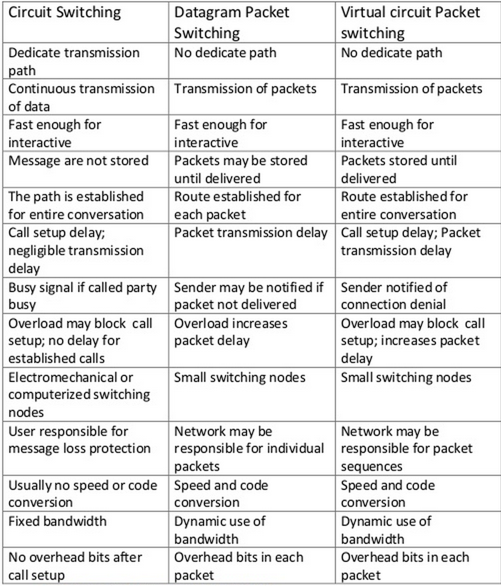 Circuit Switching
Datagram Packet
Switching
Virtual circuit Packet
switching
Dedicate transmission
path
No dedicate path
No dedicate path
Continuous transmission
of data
Transmission of packets
Transmission of packets
Fast enough for
interactive
Fast enough for
interactive
Fast enough for
interactive
Message are not stored
Packets may be stored
until delivered
Packets stored until
delivered
The path is established
for entire conversation
Route established for
each packet
Route established for
entire conversation
Call setup delay;
negligible transmission
delay
Packet transmission delay
Call setup delay; Packet
transmission delay
Busy signal if called party
busy
Sender may be notified if
packet not delivered
Sender notified of
connection denial
Overload may block call
setup; no delay for
established calls
Overload increases
packet delay
Overload may block call
setup; increases packet
delay
Electromechanical or
computerized switching
nodes
Small switching nodes
Small switching nodes
User responsible for
message loss protection
Network may be
responsible for individual
packets
Network may be
responsible for packet
sequences
Usually no speed or code
conversion
Speed and code
conversion
Speed and code
conversion
Fixed bandwidth
Dynamic use of
bandwidth
Dynamic use of
bandwidth
No overhead bits after
call setup
Overhead bits in each
packet
Overhead bits in each
packet